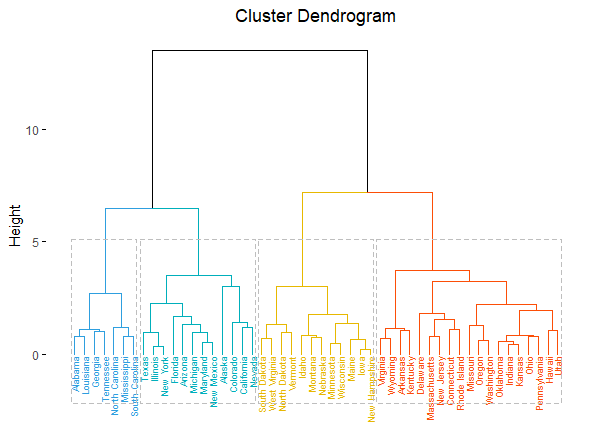 Cluster Dendrogram
Height
10
5
0
Alabama
Louisiana
Georgia
Tennessee
North Carolina
Mississippi
South Carolina
Texas
Illinois
New York
Florida
Arizona
Michigan
Maryland
New Mexico
Alaska
Colorado
California
Nevada
South Dakota
West Virginia
North Dakota
Vermont
Idaho
Montana
Nebraska
Minnesota
Wisconsin
Maine
Iowa
New Hampshire
Virginia
Wyoming
Arkansas
Kentucky
Delaware
Massachusetts
New Jersey
Connecticut
Rhode Island
Missouri
Oregon
Washington
Oklahoma
Indiana
Kansas
Ohio
Pennsylvania
Hawaii
Utah